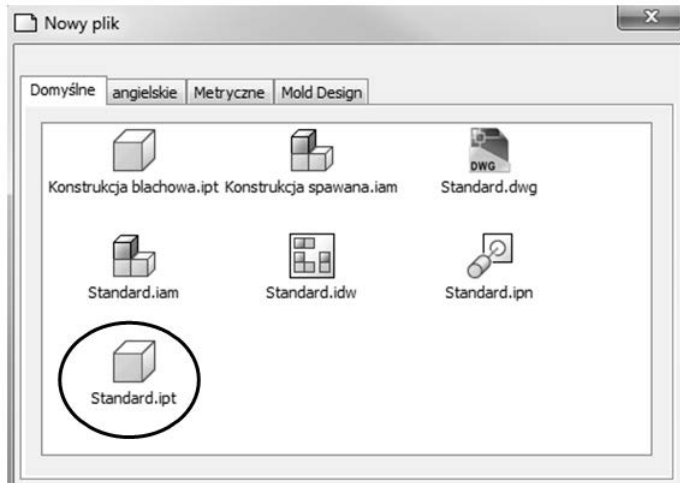 Nowy plik
Domyślne angielskie Metryczne Mold Design
Konstrukcja blachowa.ipt Konstrukcja spawana.iam DWG Standard.dwg
Standard.iam Standard.idw Standard.ipn
Standard.ipt